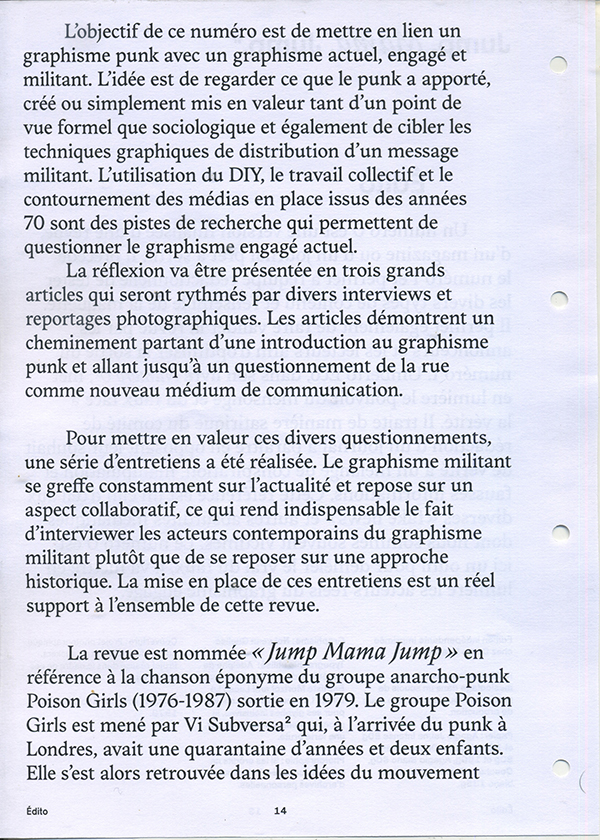 L’objectif de ce numéro est de mettre en lien un
graphisme punk avec un graphisme actuel, engagé et
militant. L’idée est de regarder ce que le punk a apporté,
créé ou simplement mis en valeur tant d’un point de
vue formel que sociologique et également de cibler les
techniques graphiques de distribution d’un message
militant. L’utilisation du DIY, le travail collectif et le
contournement des médias en place issus des années
70 sont des pistes de recherche qui permettent de
questionner le graphisme engagé actuel.
La réflexion va être présentée en trois grands
articles qui seront rythmés par divers interviews et
reportages photographiques. Les articles démontrent un
cheminement partant d’une introduction au graphisme
punk et allant jusqu’à un questionnement de la rue
comme nouveau médium de communication.
Pour mettre en valeur ces divers questionnements,
une série d’entretiens a été réalisée. Le graphisme militant
se greffe constamment sur l’actualité et repose sur un
aspect collaboratif, ce qui rend indispensable le fait
d’interviewer les acteurs contemporains du graphisme
militant plutôt que de se reposer sur une approche
historique. La mise en place de ces entretiens est un réel
support à l’ensemble de cette revue.
La revue est nommée « Jump Mama Jump » en
référence à la chanson éponyme du groupe anarcho-punk
Poison Girls (1976-1987) sortie en 1979. Le groupe Poison
Girls est mené par Vi Subversa² qui, à l’arrivée du punk à
Londres, avait une quarantaine d’années et deux enfants.
Elle s’est alors retrouvée dans les idées du mouvement
Édito 14